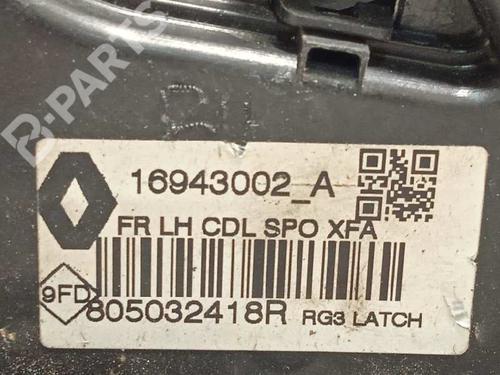 B-PARTS
16943002_A
FR LH CDL SPO XFA
9FD
805032418R RG3 LATCH